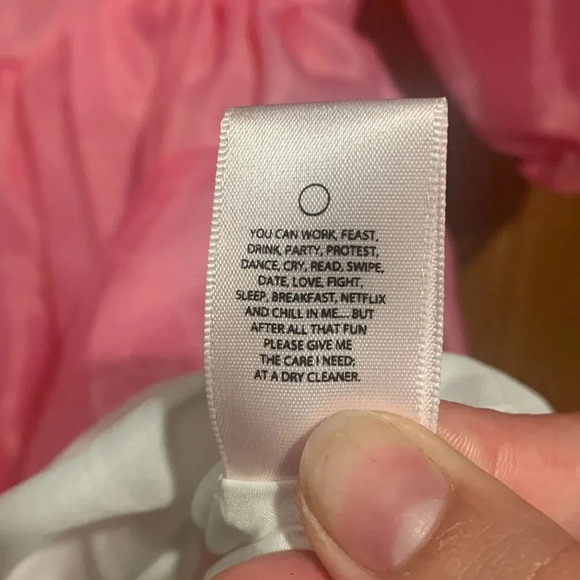 YOU CAN WORK, FEAST,
DRINK, PARTY, PROTEST,
DANCE, CRY, READ, SWIPE,
DATE, LOVE, FIGHT,
SLEEP, BREAKFAST, NETFLIX
AND CHILL IN ME.... BUT
AFTER ALL THAT FUN
PLEASE GIVE ME
THE CARE I NEED;
AT A DRY CLEANER.